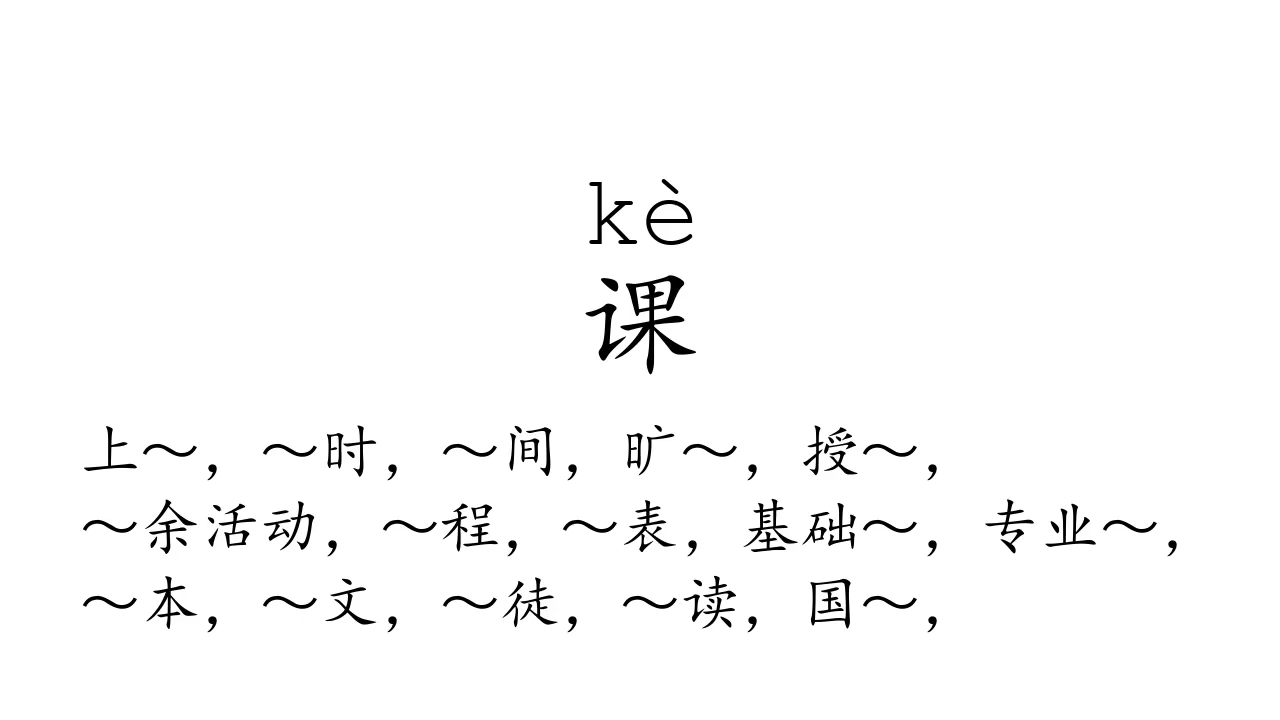 kè
课
上～，～时，～间，旷～，授～，
～余活动，～程，～表，基础～，专业～，
～本，～文，～徒，～读，国～，